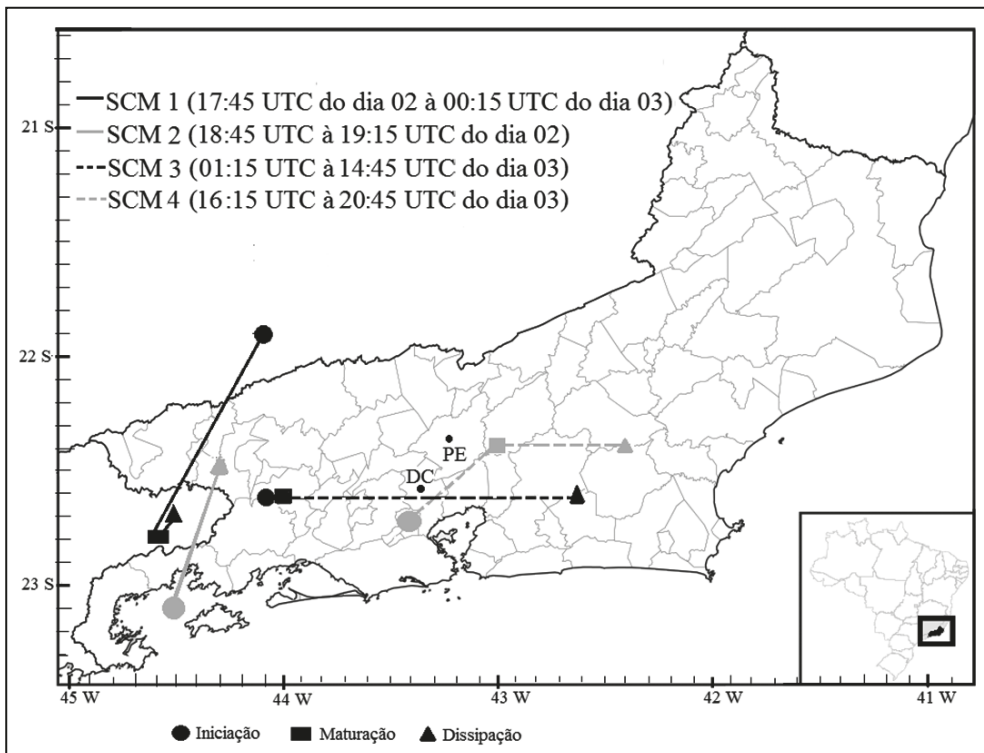 SCM 1 (17:45 UTC do dia 02 à 00:15 UTC do dia 03)
SCM 2 (18:45 UTC à 19:15 UTC do dia 02)
SCM 3 (01:15 UTC à 14:45 UTC do dia 03)
SCM 4 (16:15 UTC à 20:45 UTC do dia 03)
21 S
22 S
PE
DC
23 S
45 W 44 W 43 W 42 W 41 W
Iniciação Maturação Dissipação